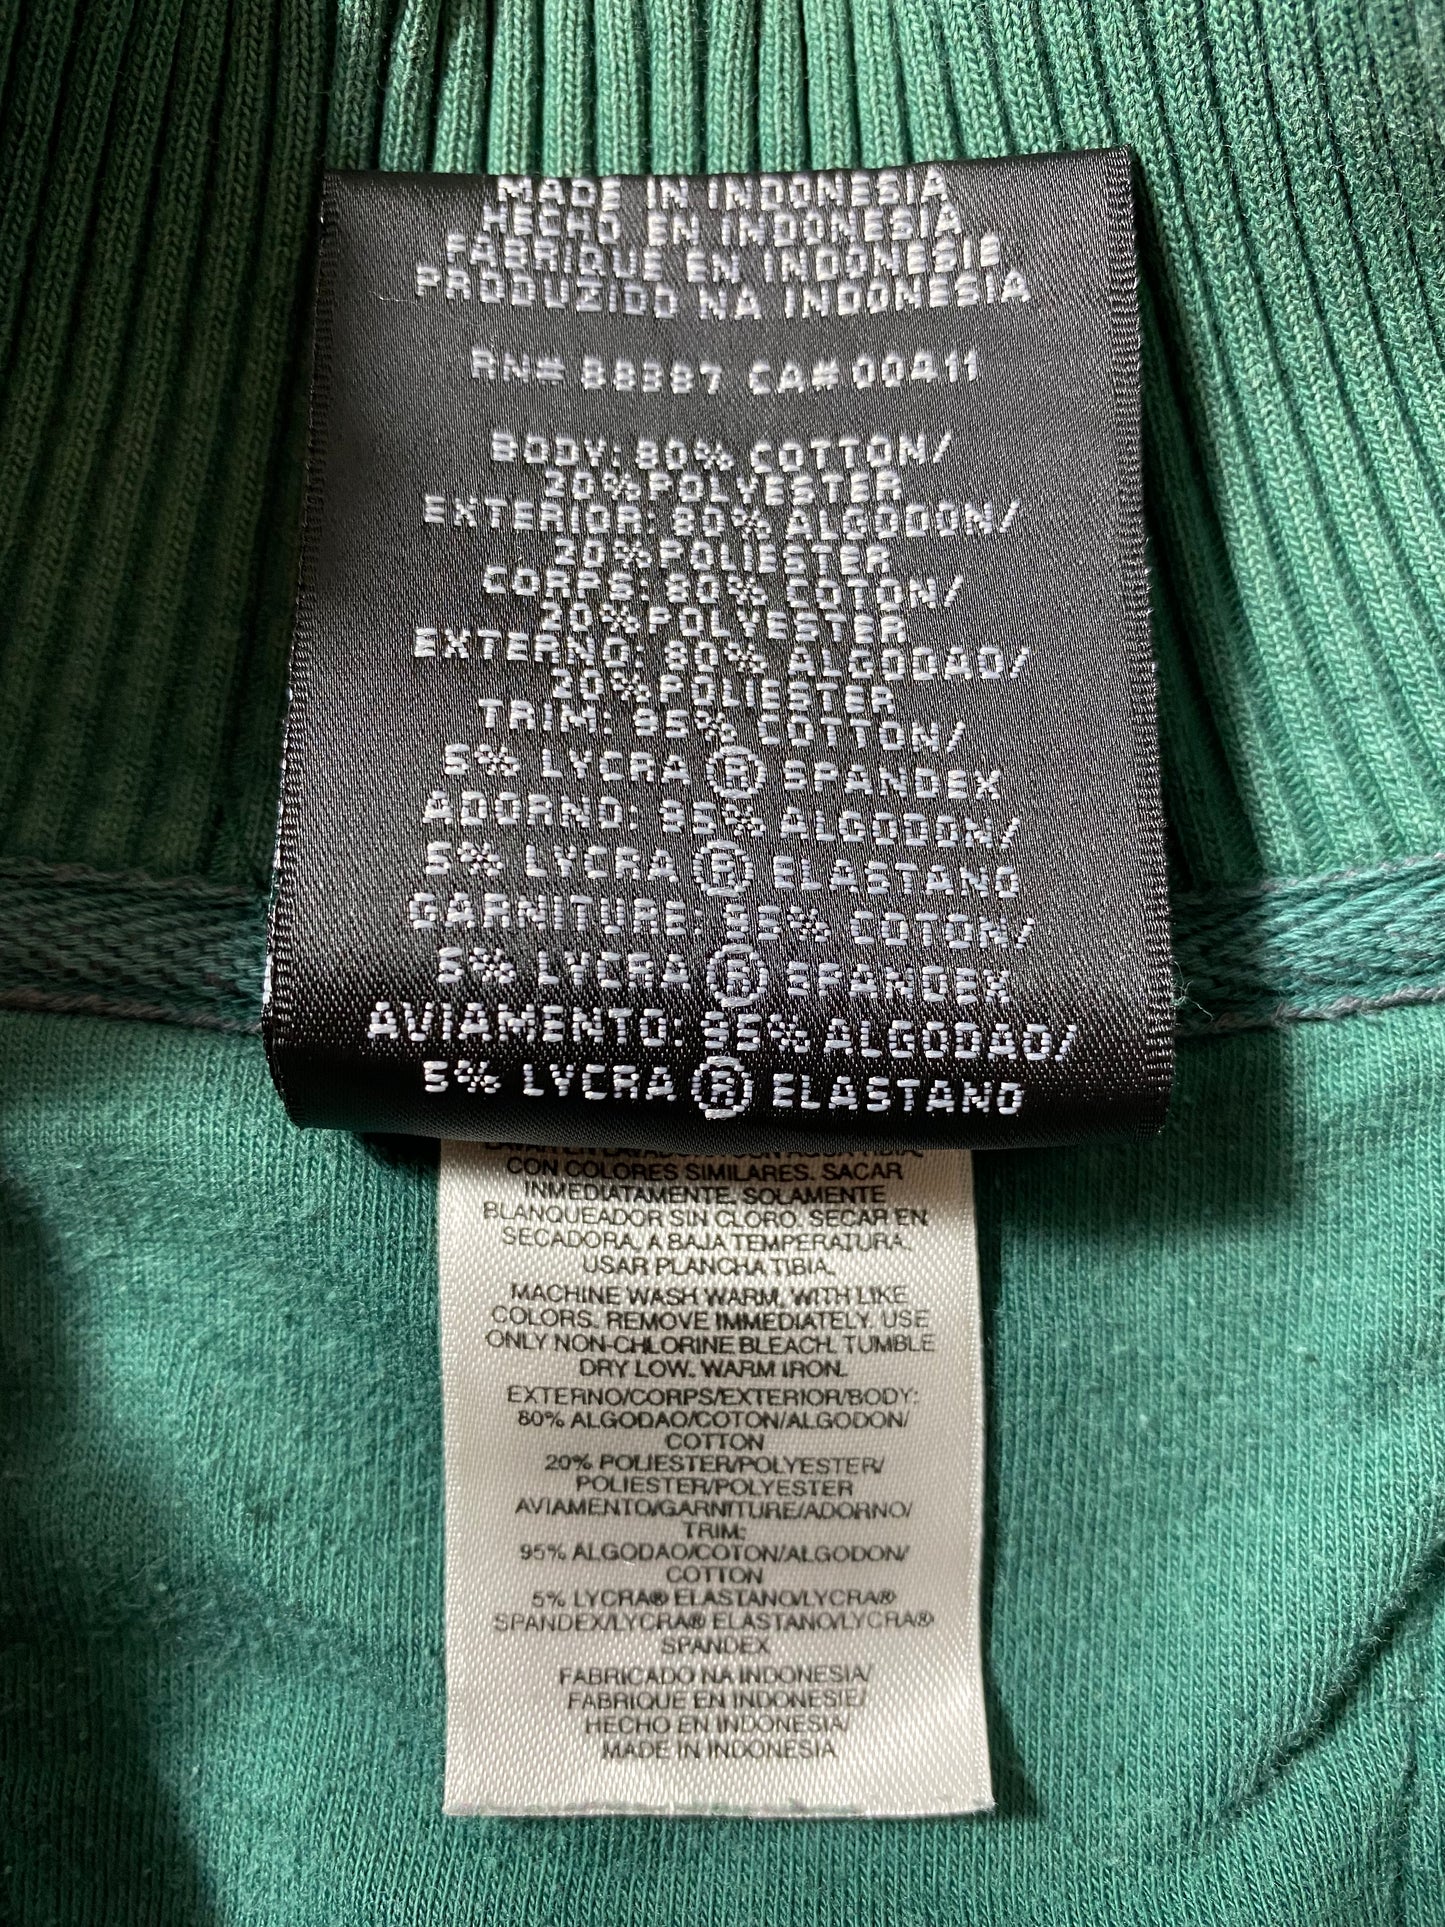 MADE IN INDONESIA
HECHO EN INDONESIA
FABRIQUE EN INDONESIE
PRODUZIDO NA INDONESIA
RN# 88387 CA# 00411
BODY: 80% COTTON/
20% POLYESTER
EXTERIOR: 80% ALGODON/
20% POLIESTER
CORPS: 80% COTON/
20% POLYESTER
EXTERNO: 80% ALGODAO/
20% POLIESTER
TRIM: 95% COTTON/
5% LYCRA ® SPANDEX
ADORNO: 95% ALGODON/
5% LYCRA ® ELASTANO
GARNITURE: 95% COTON/
5% LYCRA ® SPANDEX
AVIAMENTO: 95% ALGODAO/
5% LYCRA ® ELASTANO
CON COLORES SIMILARES. SACAR
INMEDIATAMENTE. SOLAMENTE
BLANQUEADOR SIN CLORO. SECAR EN
SECADORA, A BAJA TEMPERATURA.
USAR PLANCHA TIBIA.
MACHINE WASH WARM, WITH LIKE
COLORS. REMOVE IMMEDIATELY. USE
ONLY NON-CHLORINE BLEACH. TUMBLE
DRY LOW. WARM IRON.
EXTERNO/CORPS/EXTERIOR/BODY:
80% ALGODAO/COTON/ALGODON/
COTTON
20% POLIESTER/POLYESTER/
POLIESTER/POLYESTER
AVIAMENTO/GARNITURE/ADORNO/
TRIM:
95% ALGODAO/COTON/ALGODON/
COTTON
5% LYCRA® ELASTANO/LYCRA®
SPANDEX/LYCRA® ELASTANO/LYCRA®
SPANDEX
FABRICADO NA INDONESIA/
FABRIQUE EN INDONESIE/
HECHO EN INDONESIA/
MADE IN INDONESIA